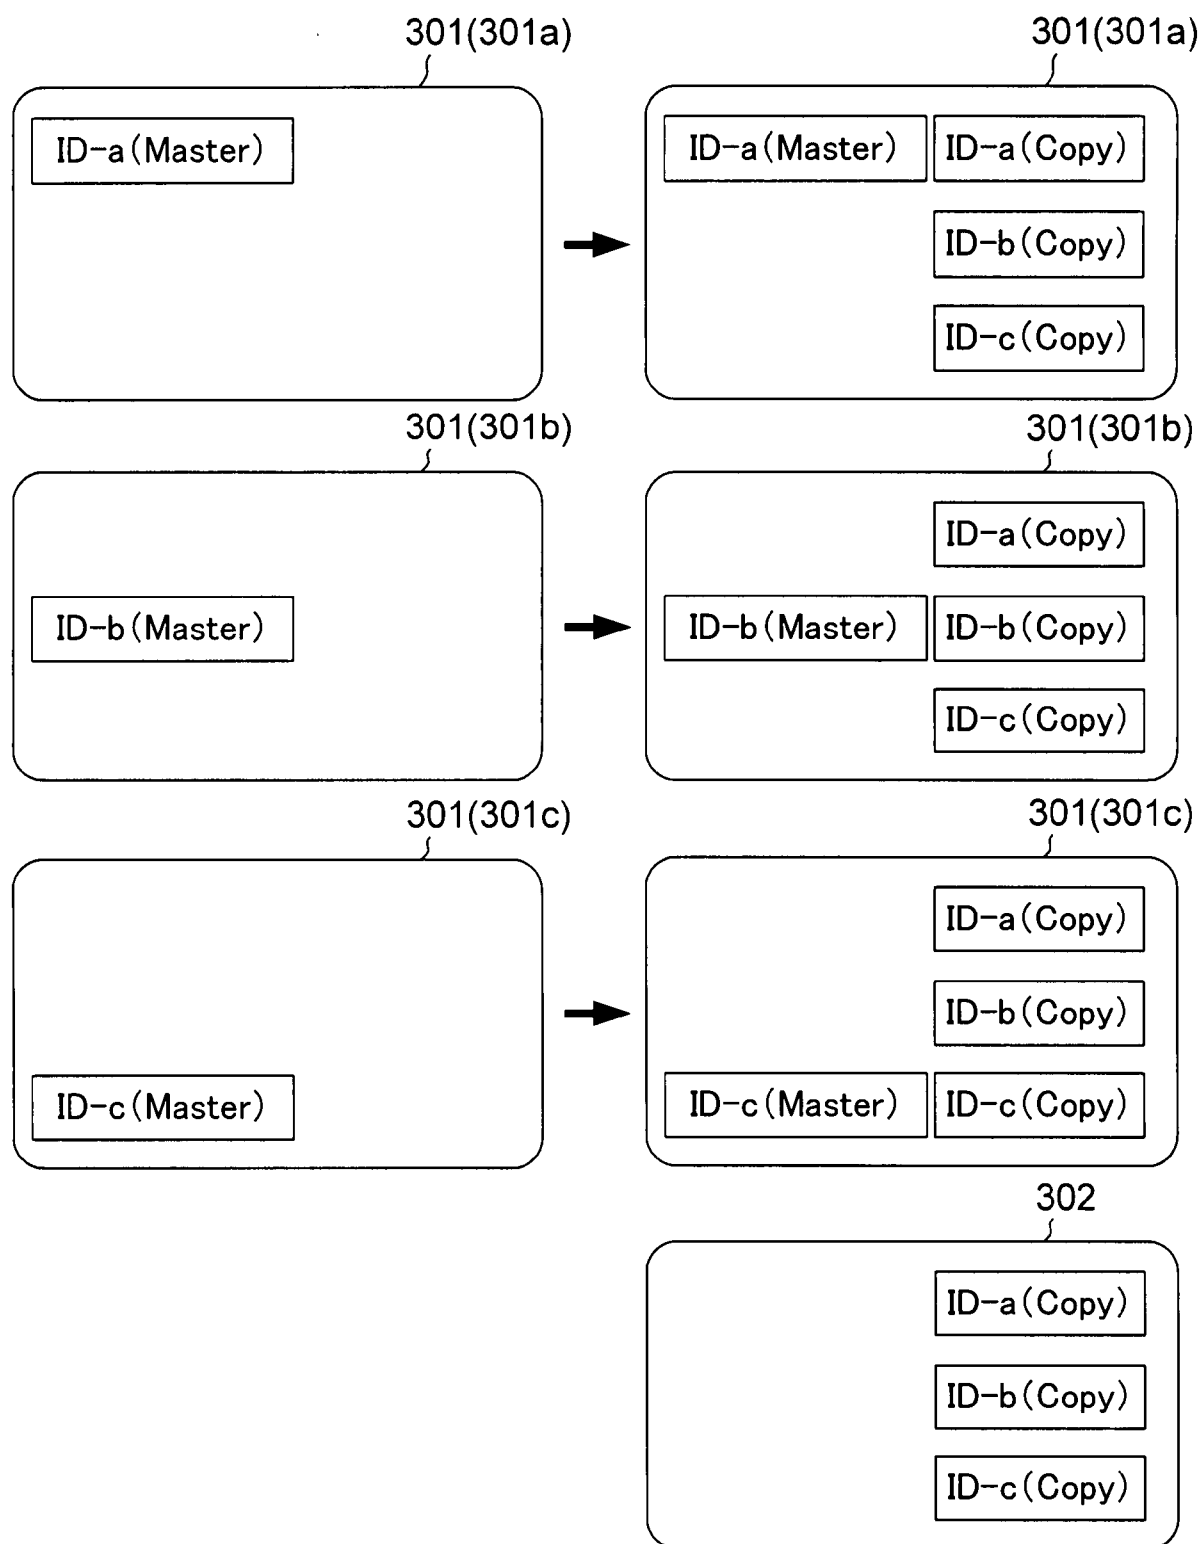 301(301a)
301(301a)
ID-a(Master)
ID-a(Master)
ID-a(Copy)
ID-b(Copy)
ID-c(Copy)
301(301b)
301(301b)
ID-a(Copy)
ID-b(Master)
ID-b(Master)
ID-b(Copy)
ID-c(Copy)
301(301c)
301(301c)
ID-a(Copy)
ID-b(Copy)
ID-c(Master)
ID-c(Master)
ID-c(Copy)
302
ID-a(Copy)
ID-b(Copy)
ID-c(Copy)